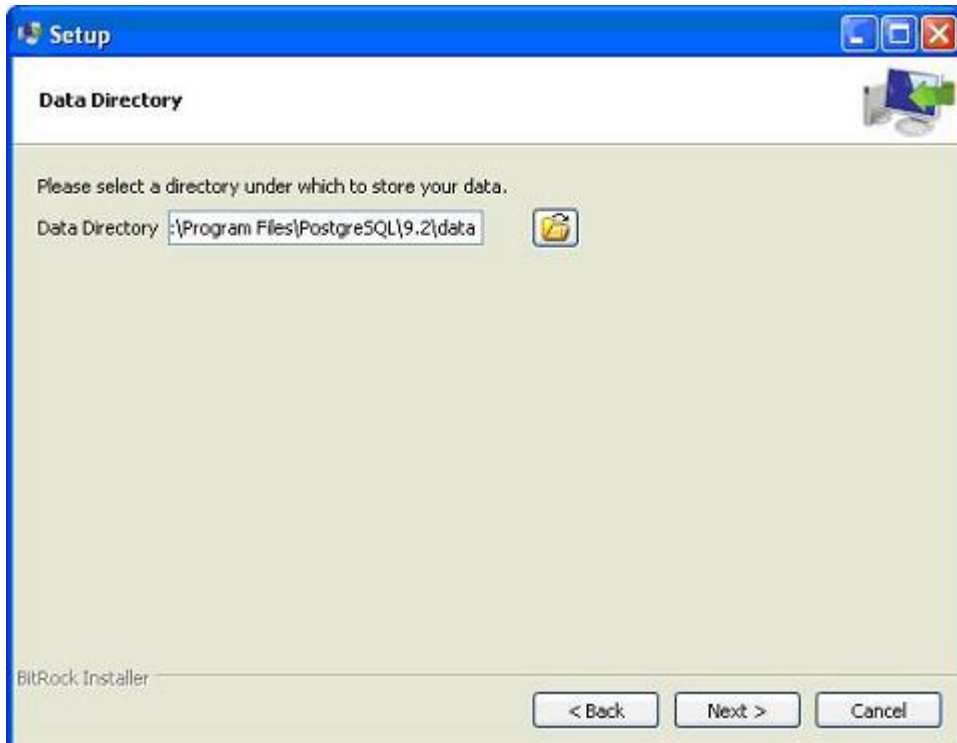 Setup
Data Directory
Please select a directory under which to store your data.
Data Directory :\Program Files\PostgreSQL\9.2\data
BitRock Installer
< Back Next > Cancel